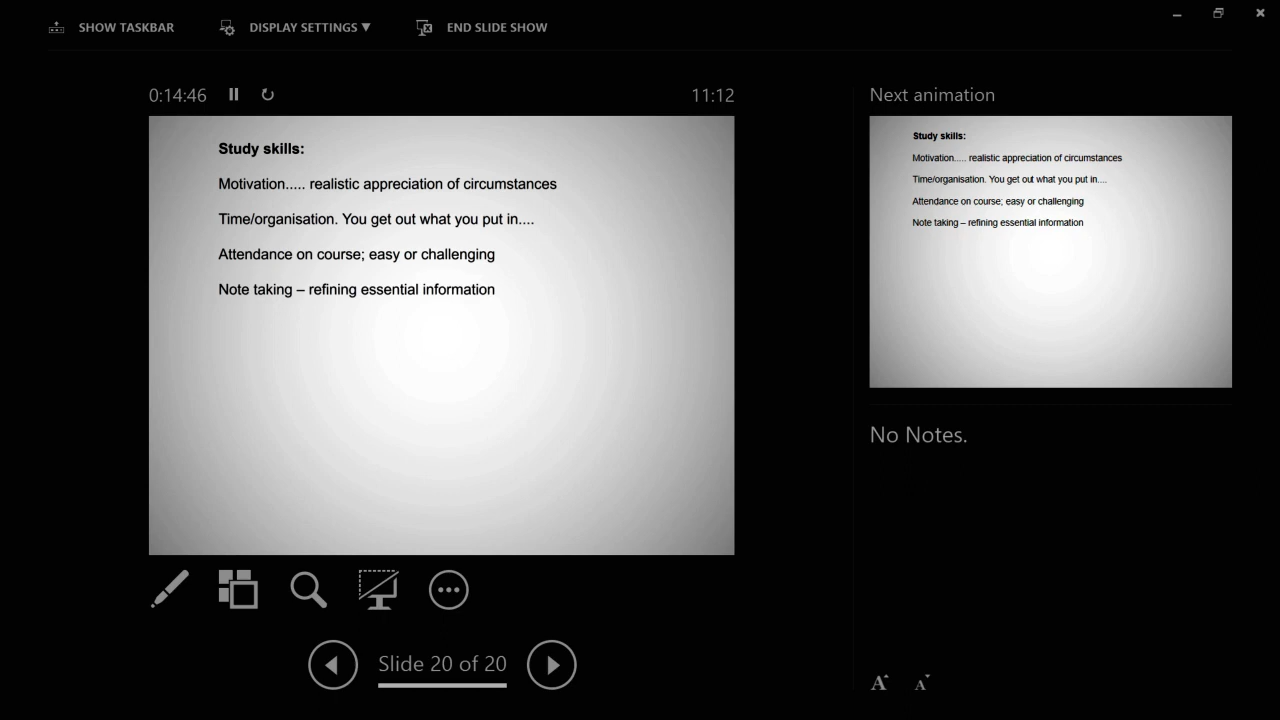 SHOW TASKBAR
DISPLAY SETTINGS ▼
END SLIDE SHOW
0:14:46
11:12
Study skills:
Motivation..... realistic appreciation of circumstances
Time/organisation. You get out what you put in....
Attendance on course; easy or challenging
Note taking – refining essential information
Slide 20 of 20
Next animation
Study skills:
Motivation..... realistic appreciation of circumstances
Time/organisation. You get out what you put in....
Attendance on course; easy or challenging
Note taking – refining essential information
No Notes.
A A